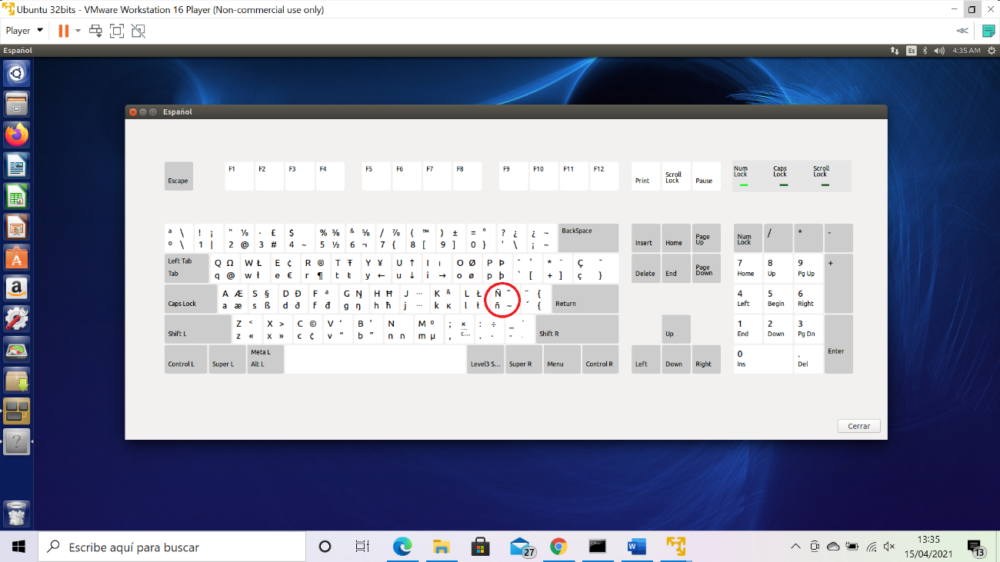 Ubuntu 32bits - VMware Workstation 16 Player (Non-commercial use only)
Player
Español
Es
4:35 AM
Español
Escape
F1 F2 F3 F4 F5 F6 F7 F8 F9 F10 F11 F12
Print
Scroll Lock
Pause
Num Lock
Caps Lock
Scroll Lock
ª \ ! ¡ " ⅛ · £ $ % ⅜ & ⅝ / ⅞ ( ™ ) ± = ° ? ¿ ¿ ~ BackSpace
º \ 1 | 2 @ 3 # 4 ~ 5 ½ 6 ¬ 7 { 8 [ 9 ] 0 } ' \ ¡ ~
Insert Home Page Up
Num Lock / * -
Left Tab Q Ω W Ł E ¢ R ® T Ŧ Y ¥ U ↑ I ı O Ø P Þ ^ ° * ¯ Ç ˘
Tab q @ w ł e € r ¶ t ŧ y ← u ↓ i → o ø p þ ` [ + ] ç }
Delete End Page Down
7 Home 8 Up 9 Pg Up +
A Æ S § D Ð F ª G Ŋ H Ħ J ··· K & L Ł Ñ ˝ ¨ {
Caps Lock a æ s ß d ð f đ g ŋ h ħ j ··· k ĸ l ł ñ ~ ´ { Return
4 Left 5 Begin 6 Right
Z < X > C © V ‘ B ’ N M º ; × : ÷ _ ˙
Shift L z « x » c ¢ v “ b ” n n m µ , c... . · - . Shift R
Up
1 End 2 Down 3 Pg Dn
Enter
Control L Super L Meta L Alt L Level3 S... Super R Menu Control R
Left Down Right
0 Ins . Del
Cerrar
Escribe aquí para buscar
27
13:35
15/04/2021
13